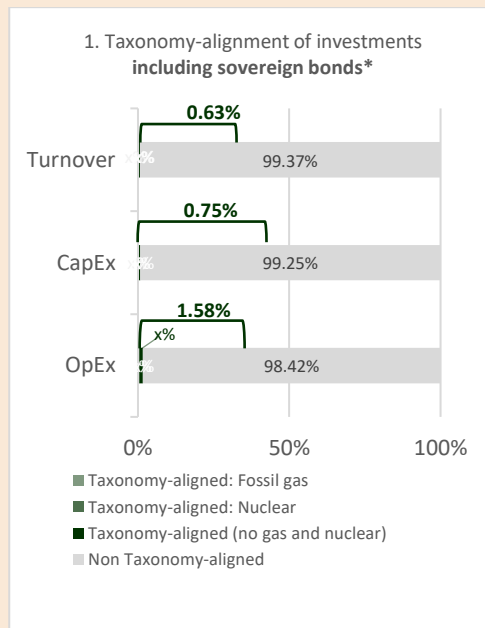 1. Taxonomy-alignment of investments
including sovereign bonds*
0.63%
Turnover
99.37%
0.75%
CapEx
99.25%
1.58%
x%
OpEx
98.42%
0% 50% 100%
Taxonomy-aligned: Fossil gas
Taxonomy-aligned: Nuclear
Taxonomy-aligned (no gas and nuclear)
Non Taxonomy-aligned